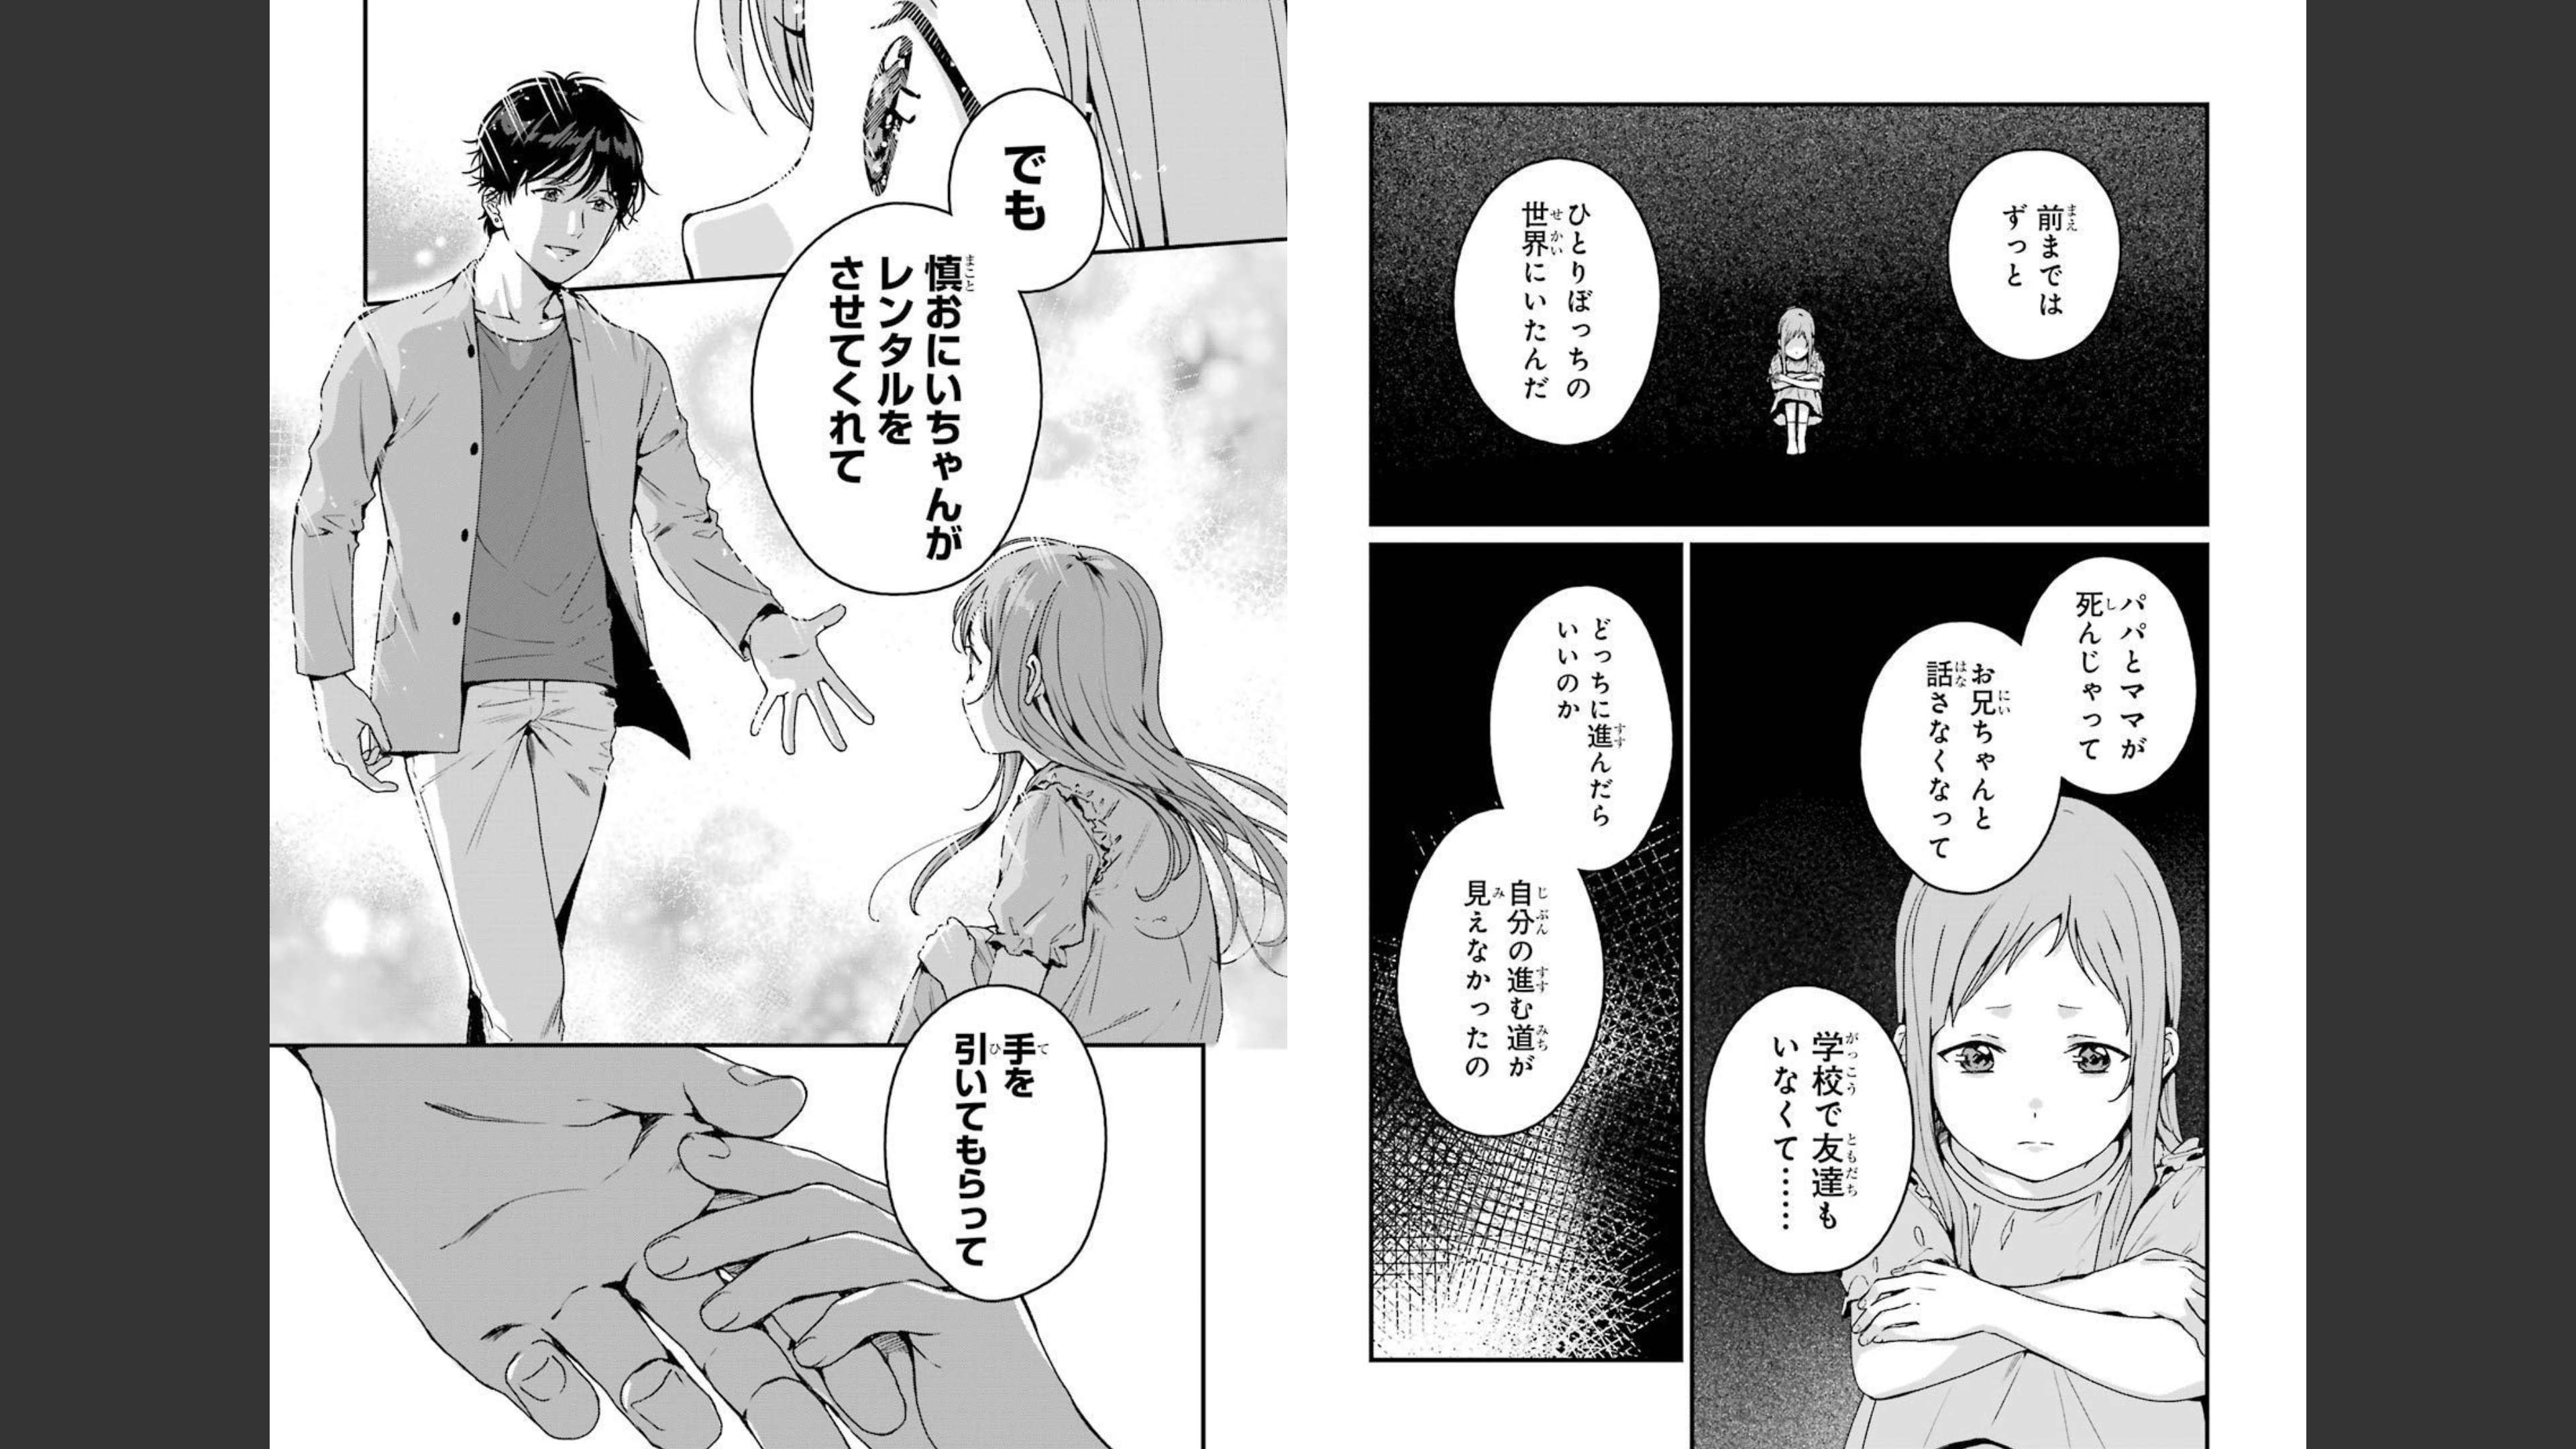 前までは
ずっと
ひとりぼっちの
世界にいたんだ
パパとママが
死んじゃって
お兄ちゃんと
話さなくなって
学校で友達も
いなくて……
どっちに進んだら
いいのか
自分の進む道が
見えなかったの
でも
慎おにいちゃんが
レンタルを
させてくれて
手を
引いてもらって